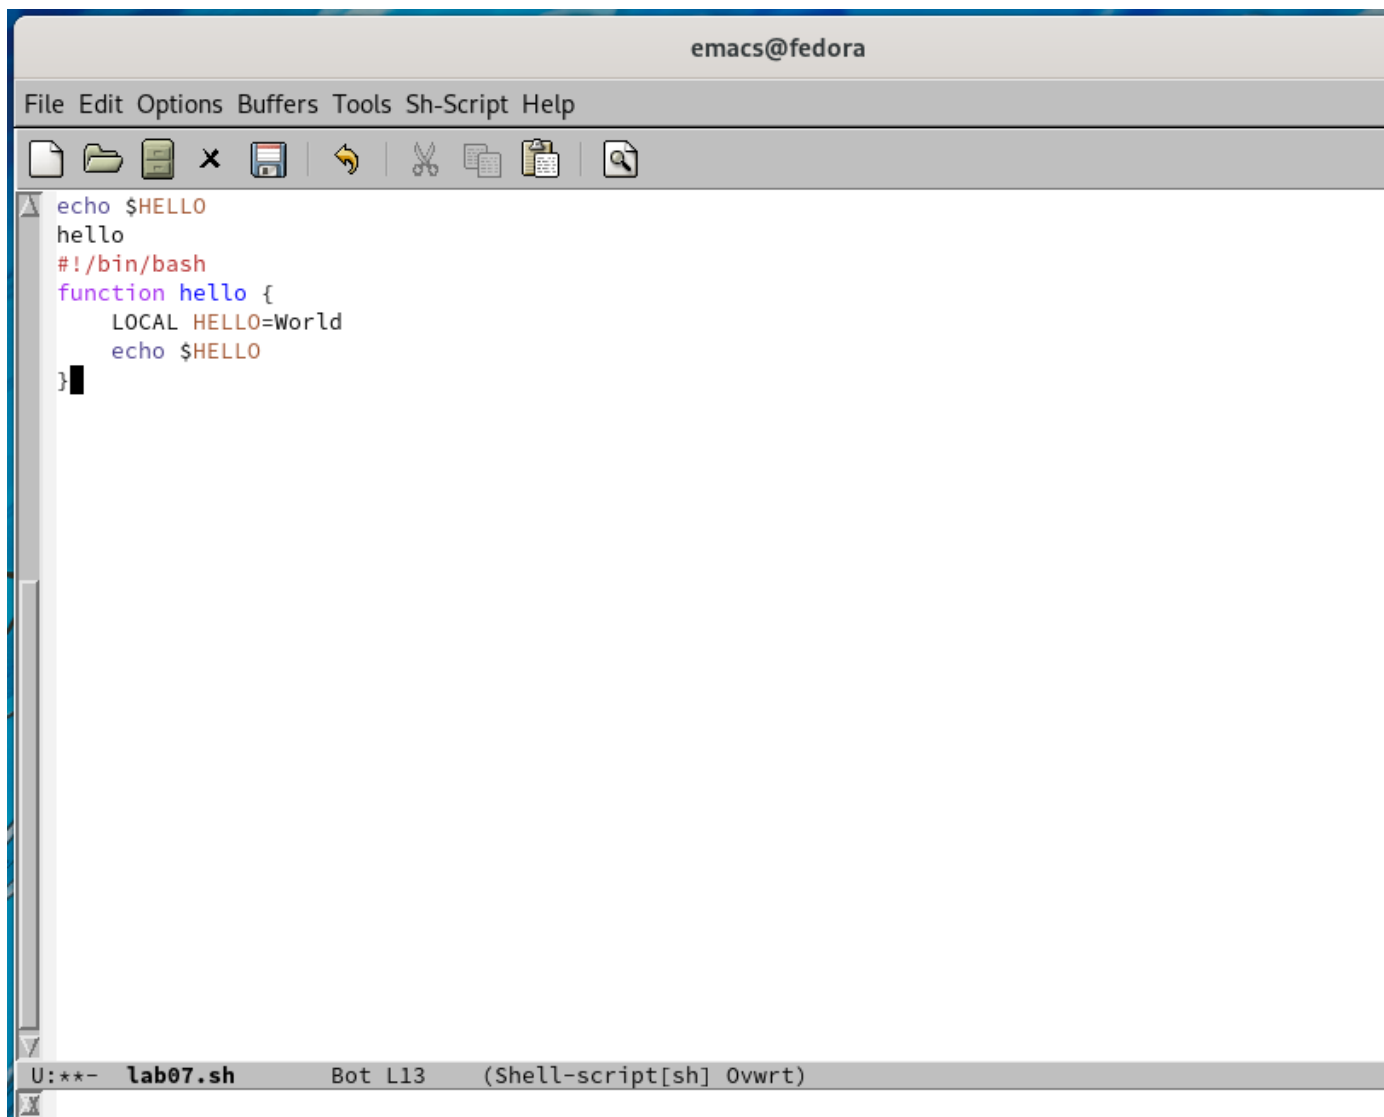 emacs@fedora
File Edit Options Buffers Tools Sh-Script Help
echo $HELLO
hello
#!/bin/bash
function hello {
    LOCAL HELLO=World
    echo $HELLO
}
U:**-  lab07.sh       Bot L13    (Shell-script[sh] Ovwrt)